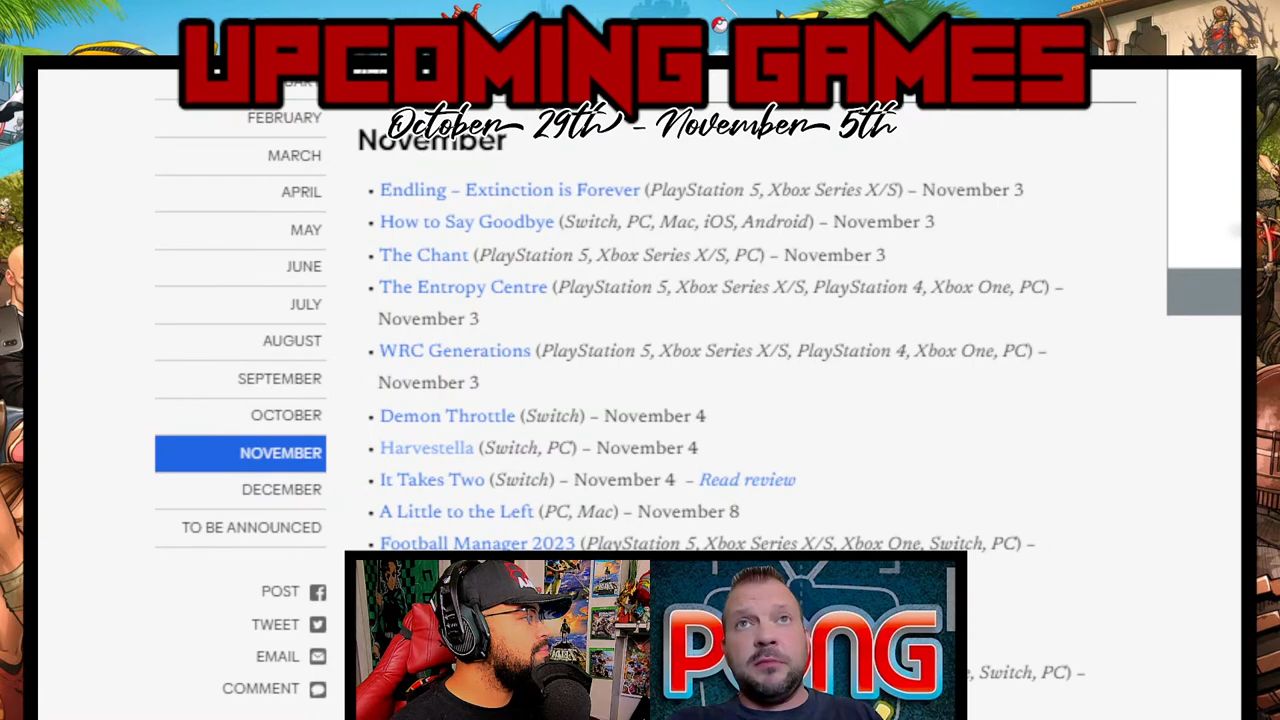 UPCOMING GAMES
October 29th - November 5th
FEBRUARY
MARCH
APRIL
MAY
JUNE
JULY
AUGUST
SEPTEMBER
OCTOBER
NOVEMBER
DECEMBER
TO BE ANNOUNCED
POST
TWEET
EMAIL
COMMENT
November
• Endling – Extinction is Forever (PlayStation 5, Xbox Series X/S) – November 3
• How to Say Goodbye (Switch, PC, Mac, iOS, Android) – November 3
• The Chant (PlayStation 5, Xbox Series X/S, PC) – November 3
• The Entropy Centre (PlayStation 5, Xbox Series X/S, PlayStation 4, Xbox One, PC) –
November 3
• WRC Generations (PlayStation 5, Xbox Series X/S, PlayStation 4, Xbox One, PC) –
November 3
• Demon Throttle (Switch) – November 4
• Harvestella (Switch, PC) – November 4
• It Takes Two (Switch) – November 4 – Read review
• A Little to the Left (PC, Mac) – November 8
• Football Manager 2023 (PlayStation 5, Xbox Series X/S, Xbox One, Switch, PC) –
Switch, PC) –
PONG